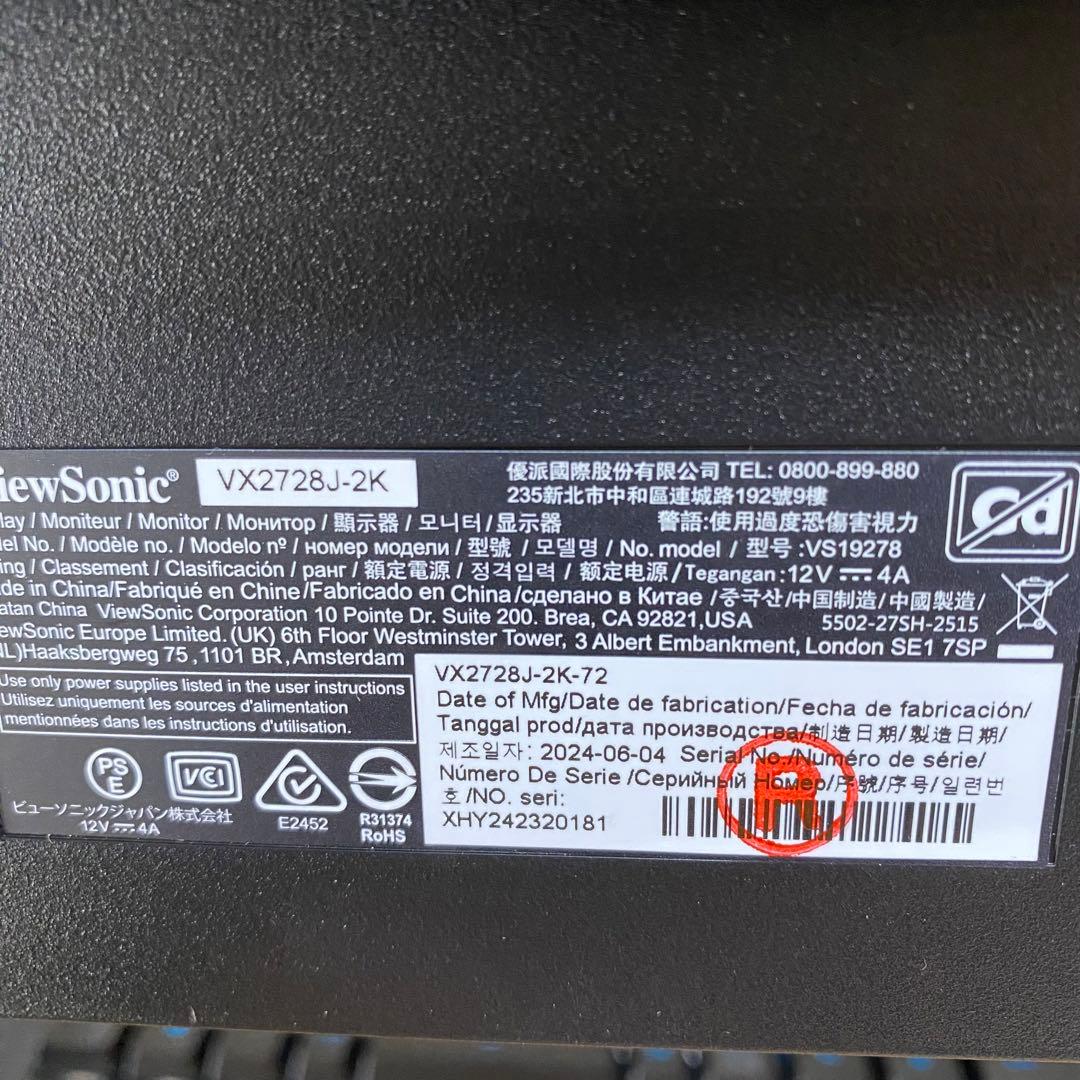 iewSonic® VX2728J-2K
優派國際股份有限公司 TEL: 0800-899-880
235新北市中和區連城路192號9樓
lay / Moniteur / Monitor / Монитор / 顯示器 / 모니터 / 显示器 警語:使用過度恐傷害視力
el No. / Modèle no. / Modelo nº / номер модели / 型號 / 모델명 / No. model / 型号 :VS19278
ing / Classement / Clasificación / ранг / 額定電源 / 정격입력 / 额定电源 / Tegangan : 12V ⎓ 4A
de in China/Fabriqué en Chine/Fabricado en China/сделано в Китае /중국산/中国制造/中國製造/
atan China ViewSonic Corporation 10 Pointe Dr. Suite 200. Brea, CA 92821,USA 5502-27SH-2515
ewSonic Europe Limited. (UK) 6th Floor Westminster Tower, 3 Albert Embankment, London SE1 7SP
NL)Haaksbergweg 75 ,1101 BR, Amsterdam
Use only power supplies listed in the user instructions
Utilisez uniquement les sources d'alimentation
mentionnées dans les instructions d'utilisation.
PS E
VCCI
ビューソニックジャパン株式会社
12V ⎓ 4A
E2452
R31374
RoHS
VX2728J-2K-72
Date of Mfg/Date de fabrication/Fecha de fabricación/
Tanggal prod/дата производства/制造日期/製造日期/
제조일자: 2024-06-04 Serial No./Numéro de série/
Número De Serie /Серийный Номер/序號/序号/일련번
호 /NO. seri:
XHY242320181
R